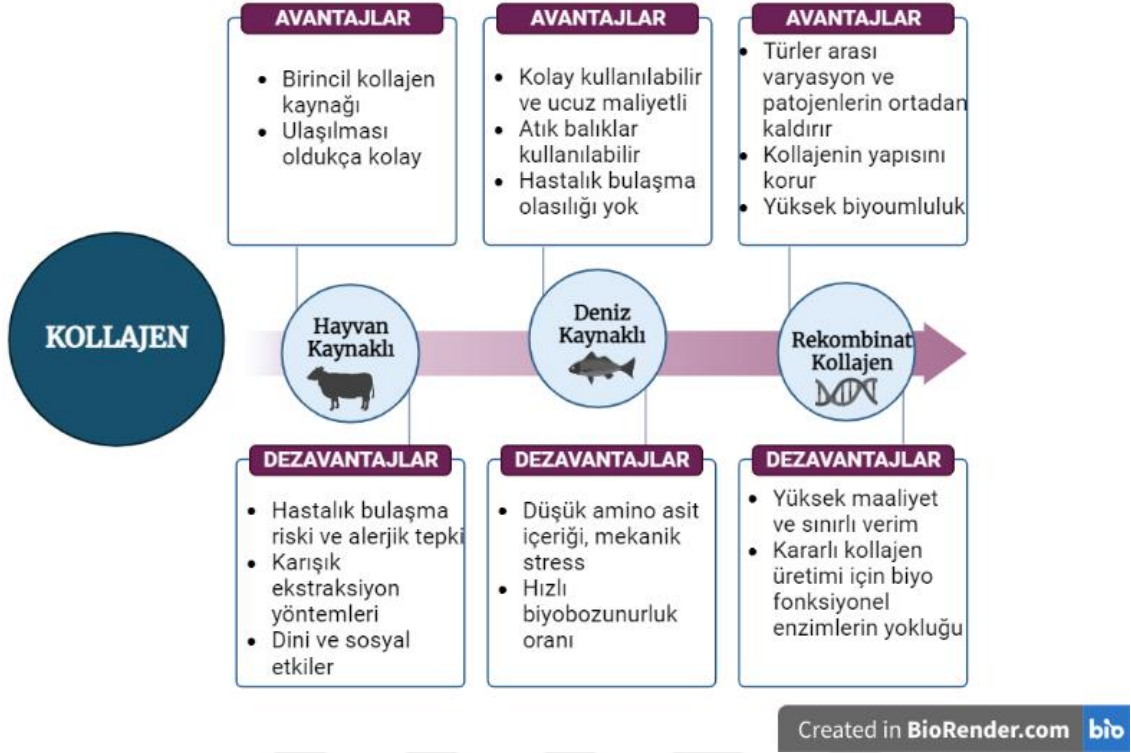 AVANTAJLAR
Birincil kollajen
kaynağı
Ulaşılması
oldukça kolay
AVANTAJLAR
Kolay kullanılabilir
ve ucuz maliyetli
Atık balıklar
kullanılabilir
Hastalık bulaşma
olasılığı yok
AVANTAJLAR
Türler arası
varyasyon ve
patojenlerin ortadan
kaldırır
Kollajenin yapısını
korur
Yüksek biyoumluluk
KOLLAJEN
Hayvan
Kaynaklı
Deniz
Kaynaklı
Rekombinat
Kollajen
DEZAVANTAJLAR
Hastalık bulaşma
riski ve alerjik tepki
Karışık
ekstraksiyon
yöntemleri
Dini ve sosyal
etkiler
DEZAVANTAJLAR
Düşük amino asit
içeriği, mekanik
stress
Hızlı
biyobozunurluk
oranı
DEZAVANTAJLAR
Yüksek maaliyet
ve sınırlı verim
Kararlı kollajen
üretimi için biyo
fonksiyonel
enzimlerin yokluğu
Created in BioRender.com bio